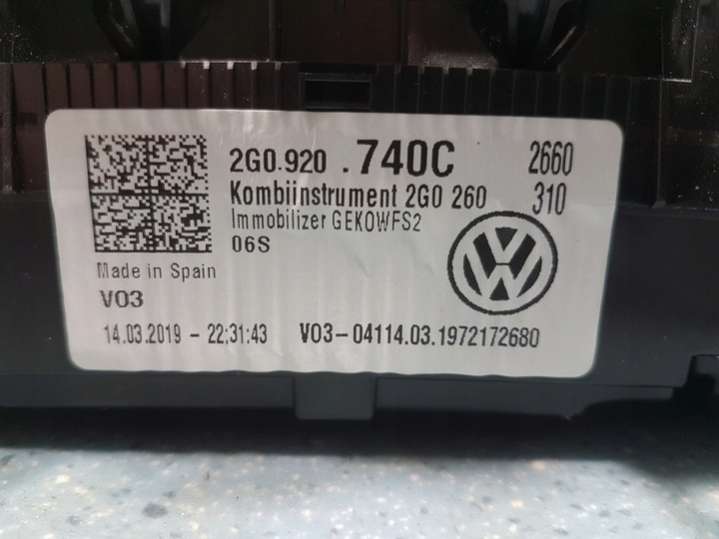 2G0.920 .740C 2660
Kombiinstrument 2G0 260 310
Immobilizer GEKOWFS2
06S
Made in Spain
V03
14.03.2019 - 22:31:43 V03-04114.03.1972172680